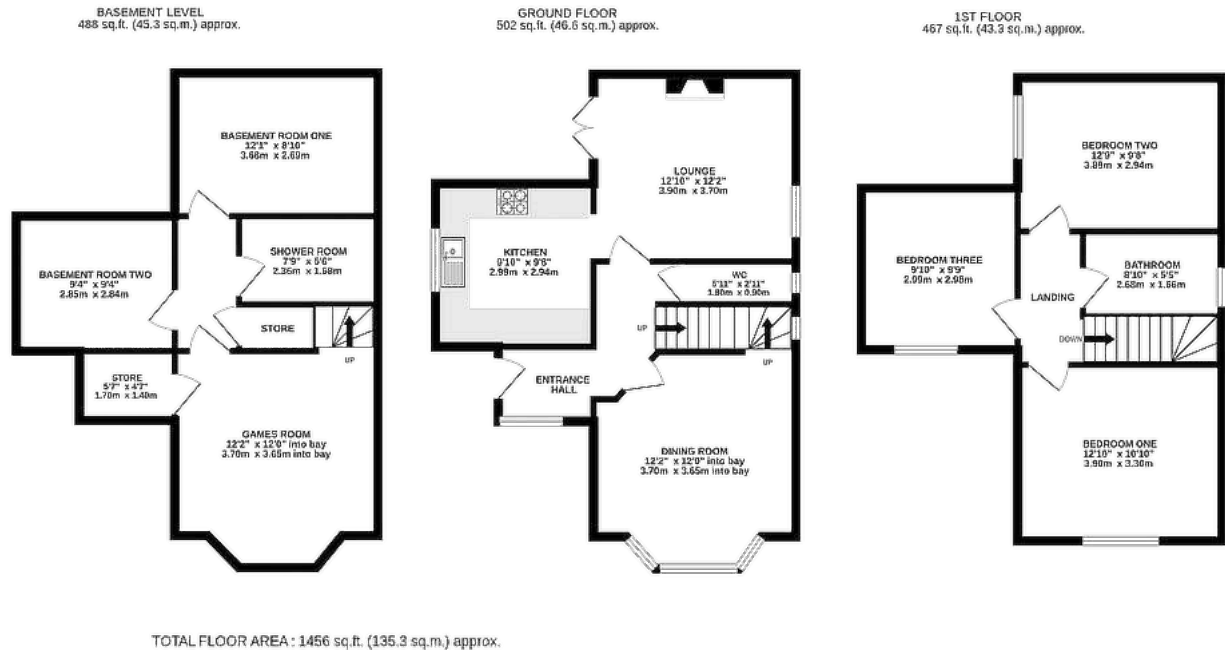 BASEMENT LEVEL
488 sq.ft. (45.3 sq.m.) approx.
BASEMENT ROOM ONE
12'1" x 8'10"
3.68m x 2.69m
BASEMENT ROOM TWO
9'4" x 9'4"
2.85m x 2.84m
SHOWER ROOM
7'9" x 5'6"
2.36m x 1.68m
STORE
UP
STORE
5'7" x 4'7"
1.70m x 1.40m
GAMES ROOM
12'2" x 12'0" into bay
3.70m x 3.65m into bay
GROUND FLOOR
502 sq.ft. (46.6 sq.m.) approx.
LOUNGE
12'10" x 12'2"
3.90m x 3.70m
KITCHEN
9'10" x 9'8"
2.99m x 2.94m
WC
5'11" x 2'11"
1.80m x 0.90m
UP
UP
ENTRANCE
HALL
DINING ROOM
12'2" x 12'0" into bay
3.70m x 3.65m into bay
1ST FLOOR
467 sq.ft. (43.3 sq.m.) approx.
BEDROOM TWO
12'9" x 9'8"
3.89m x 2.94m
BEDROOM THREE
9'10" x 9'9"
2.99m x 2.98m
BATHROOM
8'10" x 5'5"
2.68m x 1.66m
LANDING
DOWN
BEDROOM ONE
12'10" x 10'10"
3.90m x 3.30m
TOTAL FLOOR AREA : 1456 sq.ft. (135.3 sq.m.) approx.